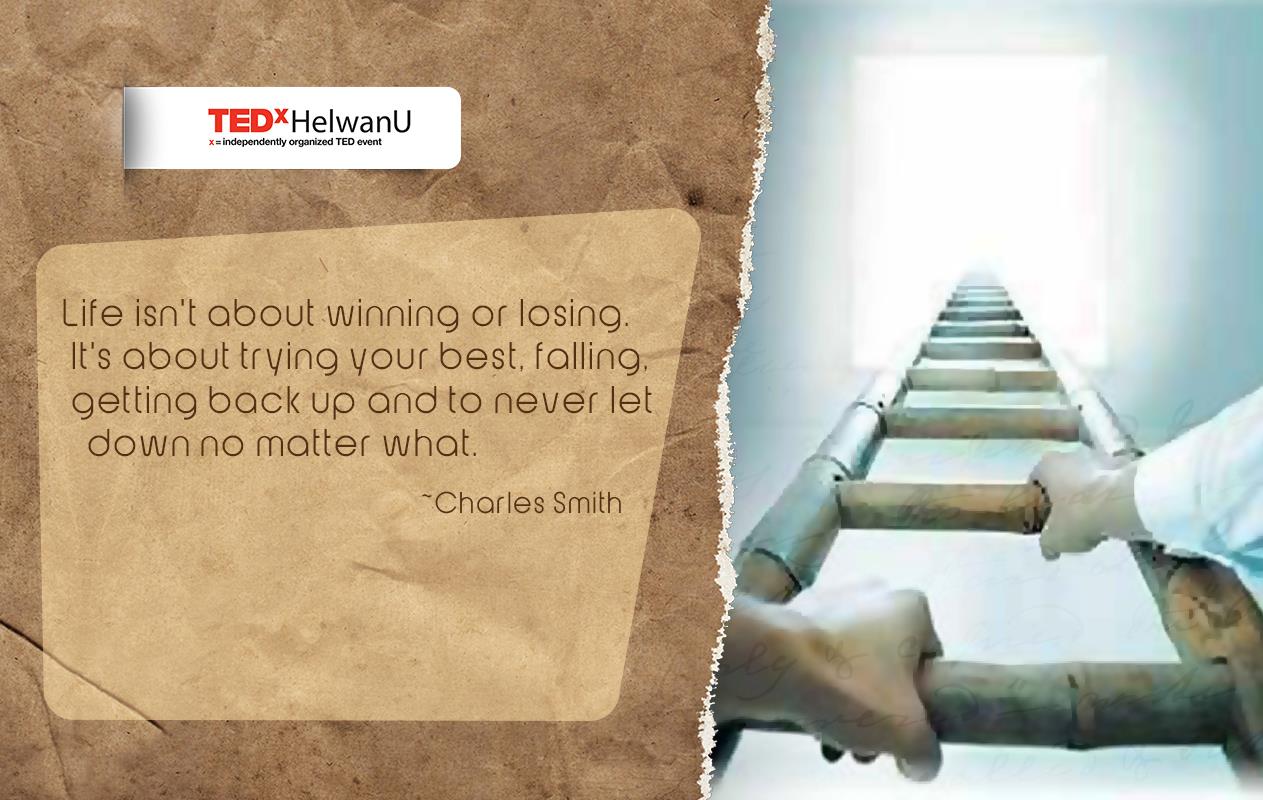 TEDxHelwanU
x = independently organized TED event
Life isn't about winning or losing.
It's about trying your best, falling,
getting back up and to never let
down no matter what.
~Charles Smith